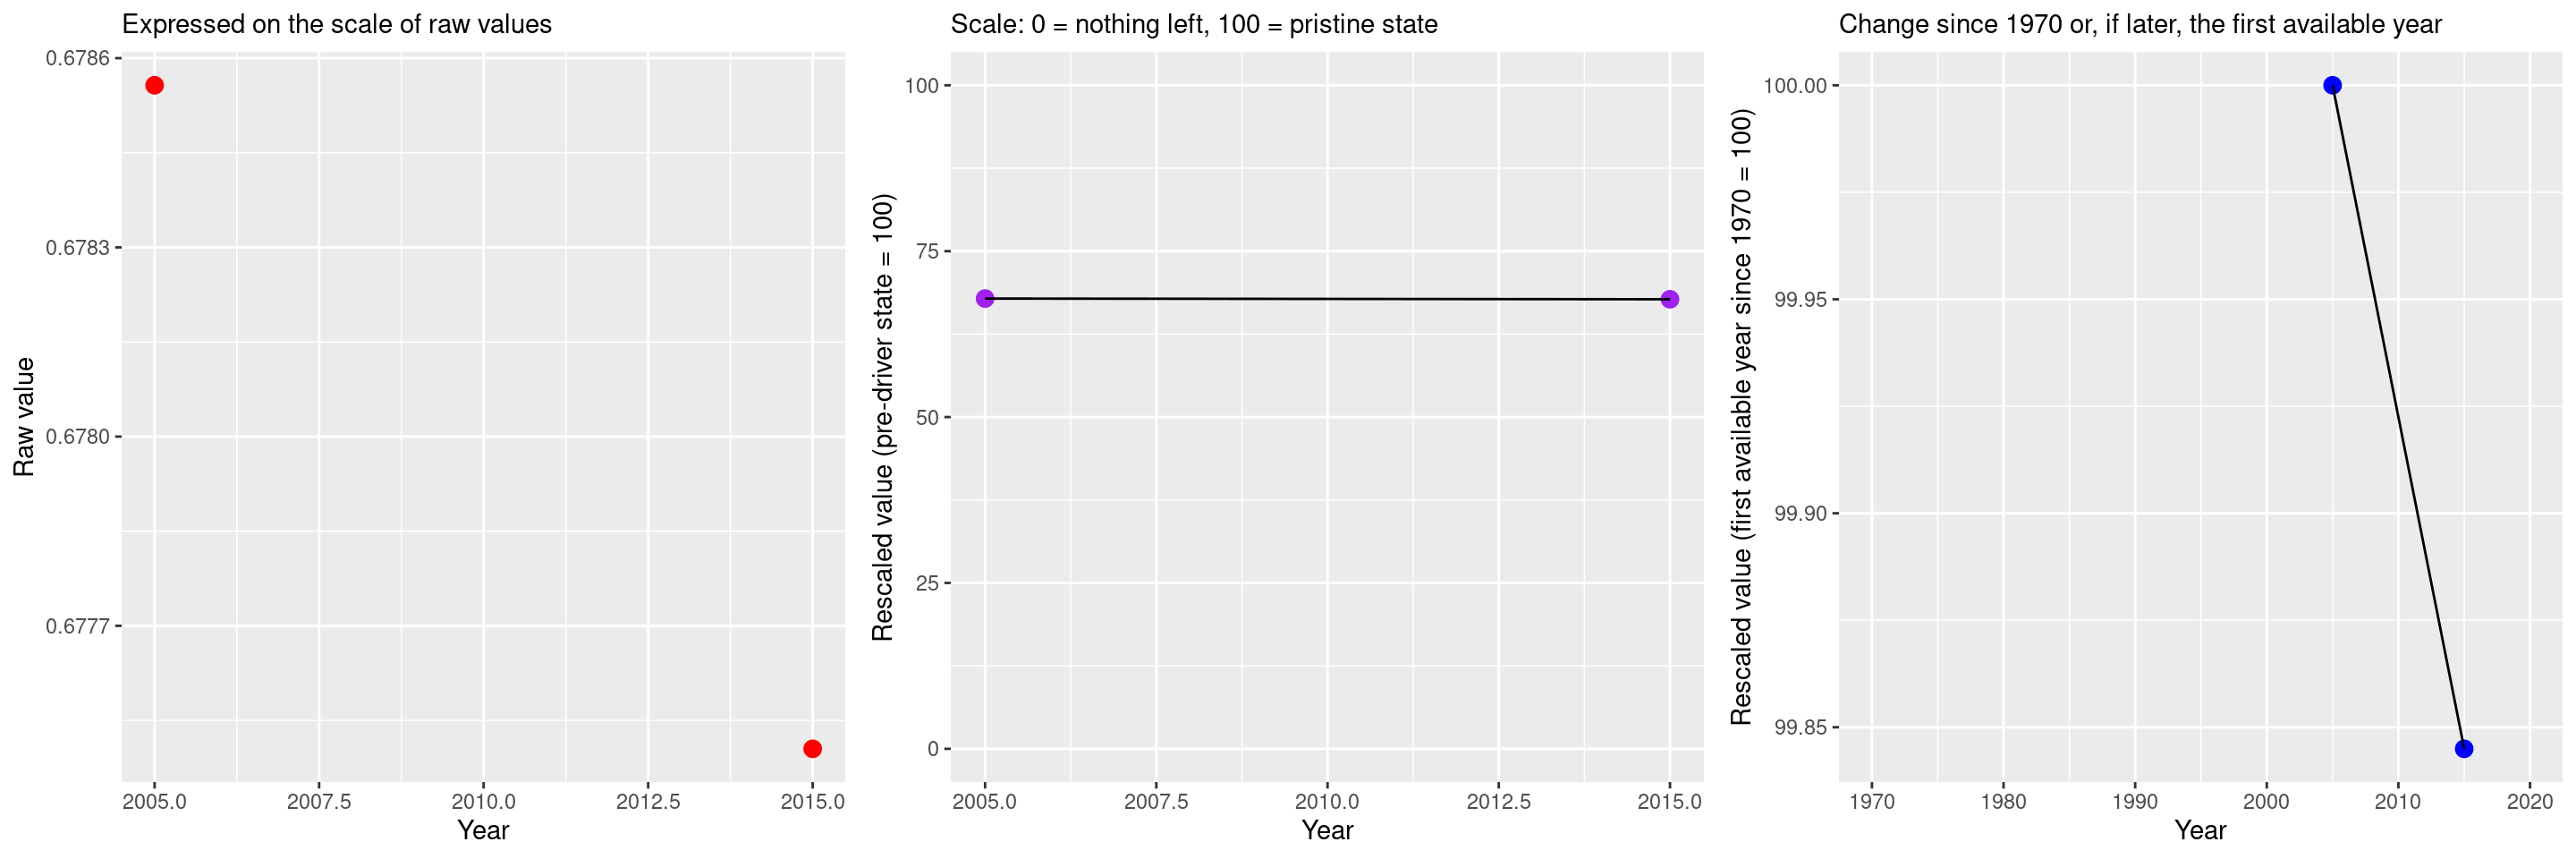 Expressed on the scale of raw values
Raw value
0.6786
0.6783
0.6780
0.6777
2005.0 2007.5 2010.0 2012.5 2015.0
Year
Scale: 0 = nothing left, 100 = pristine state
Rescaled value (pre-driver state = 100)
100
75
50
25
0
2005.0 2007.5 2010.0 2012.5 2015.0
Year
Change since 1970 or, if later, the first available year
Rescaled value (first available year since 1970 = 100)
100.00
99.95
99.90
99.85
1970 1980 1990 2000 2010 2020
Year